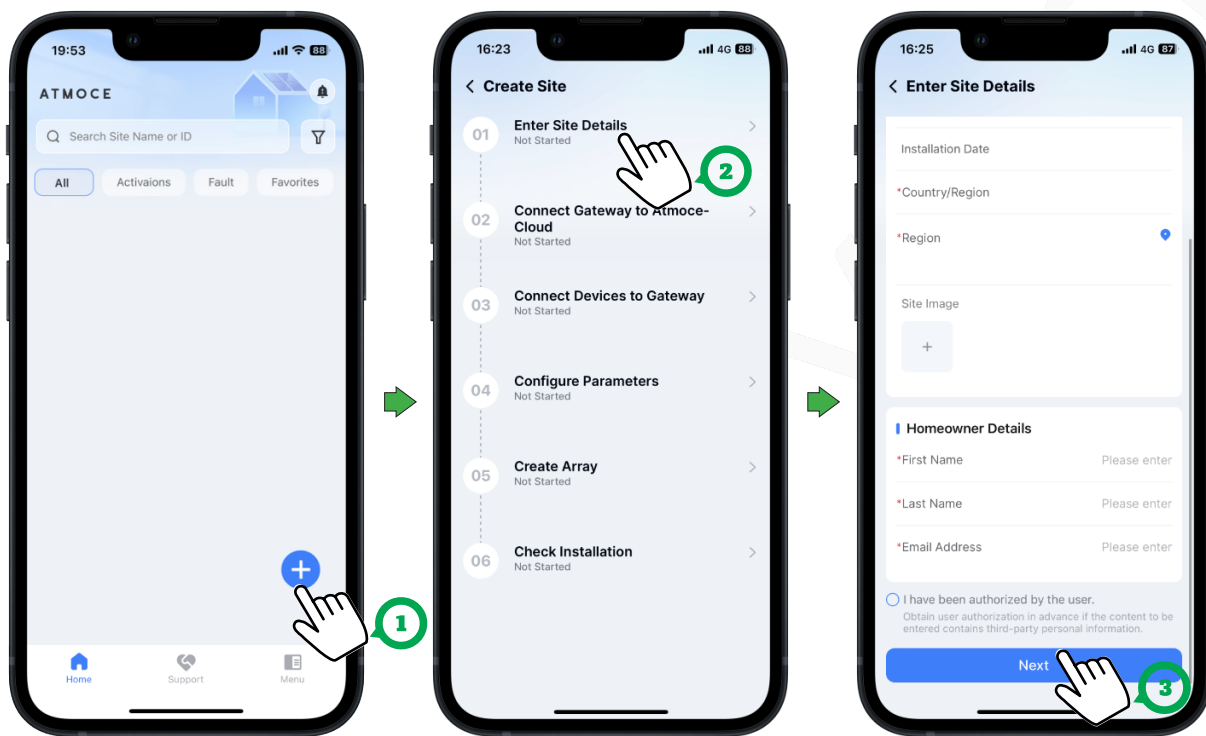 19:53
88
ATMOCE
Search Site Name or ID
All
Activaions
Fault
Favorites
Home
Support
Menu
1
16:23
4G 88
Create Site
01
Enter Site Details
Not Started
2
02
Connect Gateway to Atmoce-
Cloud
Not Started
03
Connect Devices to Gateway
Not Started
04
Configure Parameters
Not Started
05
Create Array
Not Started
06
Check Installation
Not Started
16:25
4G 87
Enter Site Details
Installation Date
*Country/Region
*Region
Site Image
+
Homeowner Details
*First Name Please enter
*Last Name Please enter
*Email Address Please enter
I have been authorized by the user.
Obtain user authorization in advance if the content to be
entered contains third-party personal information.
Next
3